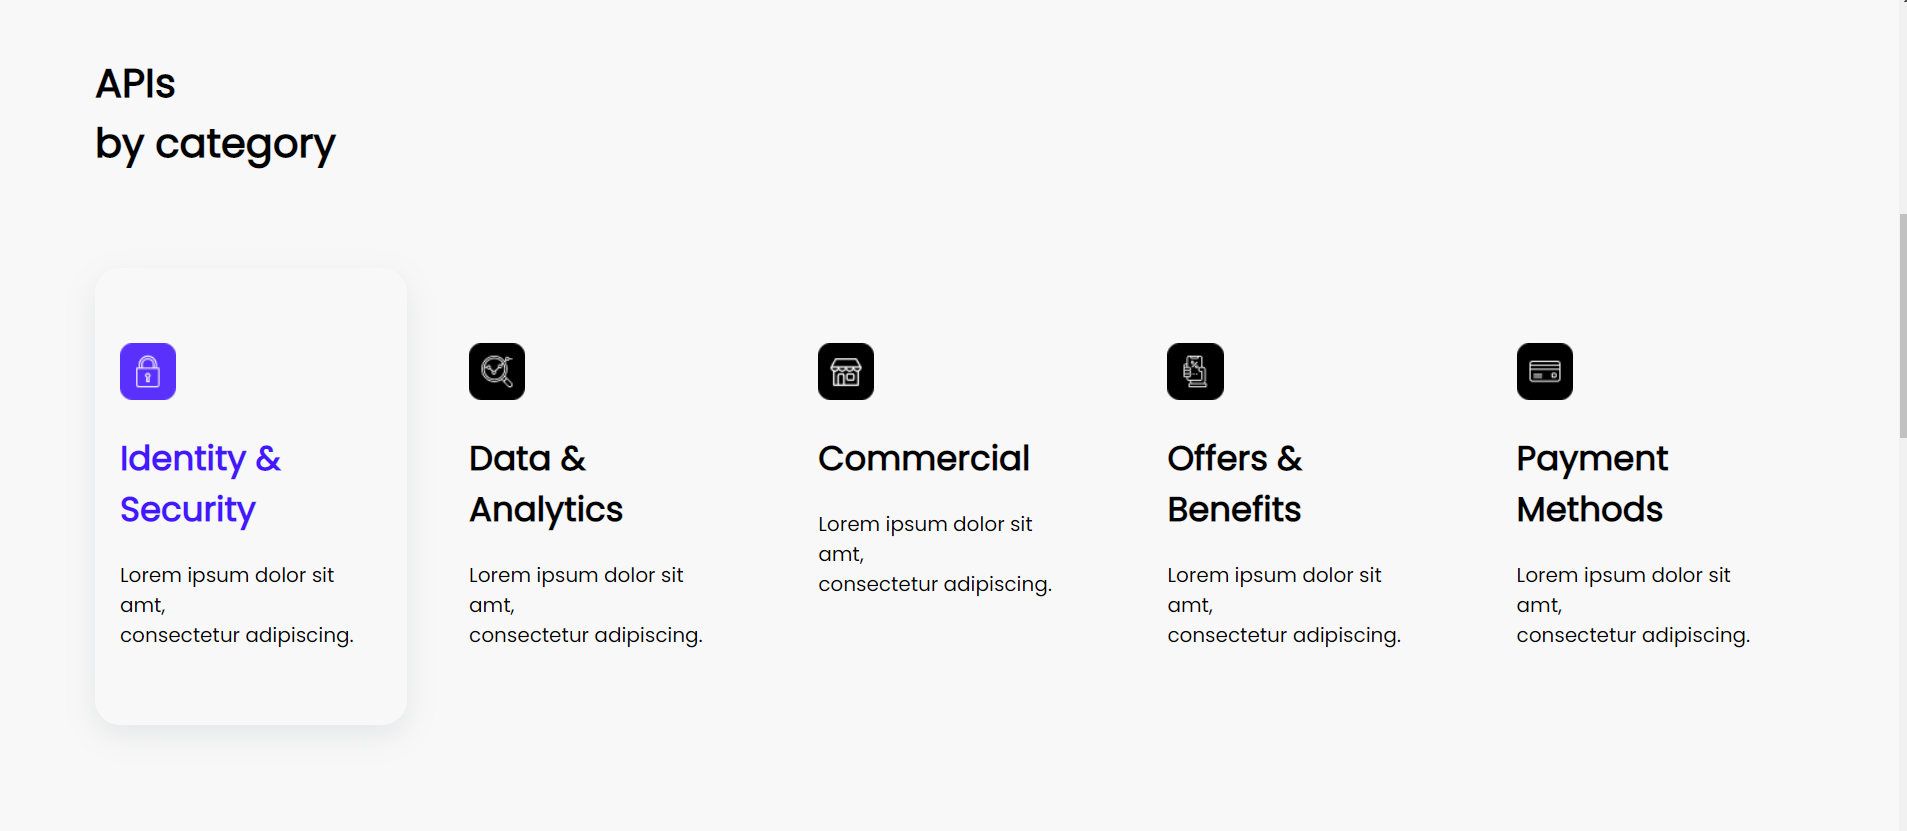 APIs
by category
Identity &
Security
Lorem ipsum dolor sit
amt,
consectetur adipiscing.
Data &
Analytics
Lorem ipsum dolor sit
amt,
consectetur adipiscing.
Commercial
Lorem ipsum dolor sit
amt,
consectetur adipiscing.
Offers &
Benefits
Lorem ipsum dolor sit
amt,
consectetur adipiscing.
Payment
Methods
Lorem ipsum dolor sit
amt,
consectetur adipiscing.